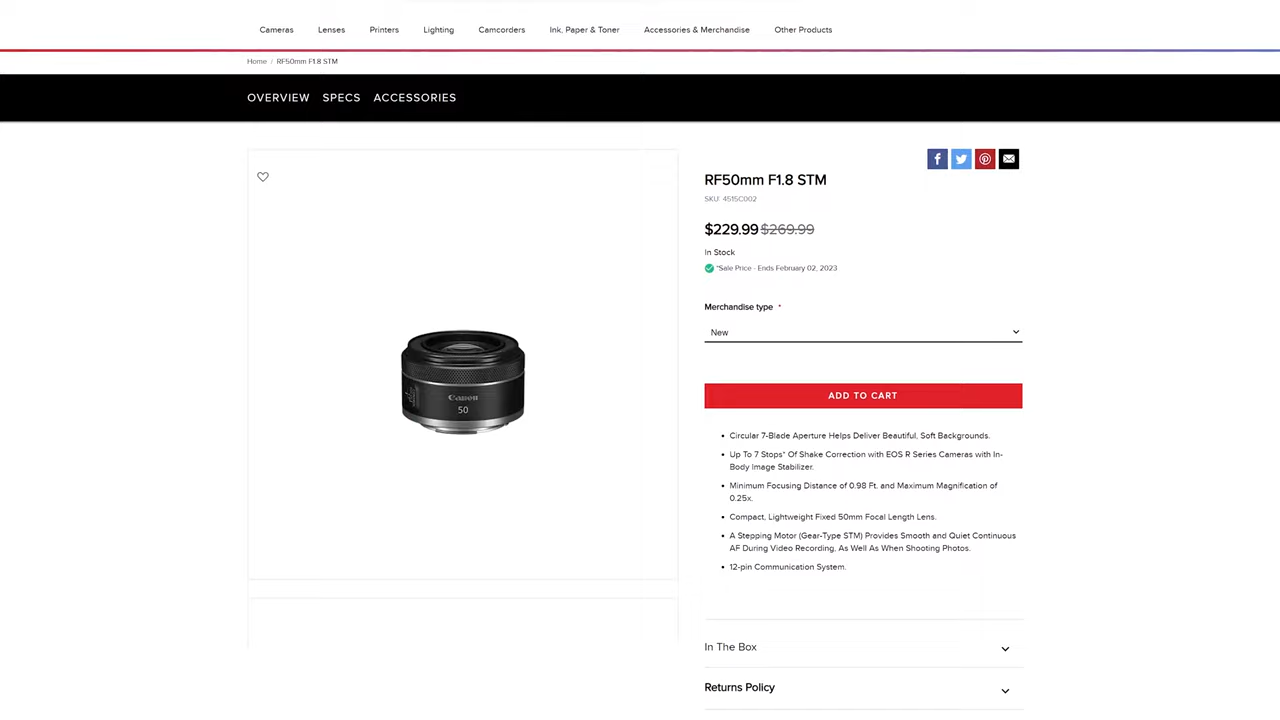 Cameras Lenses Printers Lighting Camcorders Ink, Paper & Toner Accessories & Merchandise Other Products
Home / RF50mm F1.8 STM
OVERVIEW SPECS ACCESSORIES
RF50mm F1.8 STM
SKU: 4515C002
$229.99 $269.99
In Stock
*Sale Price - Ends February 02, 2023
Merchandise type *
New
ADD TO CART
Canon
50
• Circular 7-Blade Aperture Helps Deliver Beautiful, Soft Backgrounds.
• Up To 7 Stops* Of Shake Correction with EOS R Series Cameras with In-
Body Image Stabilizer.
• Minimum Focusing Distance of 0.98 Ft. and Maximum Magnification of
0.25x.
• Compact, Lightweight Fixed 50mm Focal Length Lens.
• A Stepping Motor (Gear-Type STM) Provides Smooth and Quiet Continuous
AF During Video Recording, As Well As When Shooting Photos.
• 12-pin Communication System.
In The Box
Returns Policy